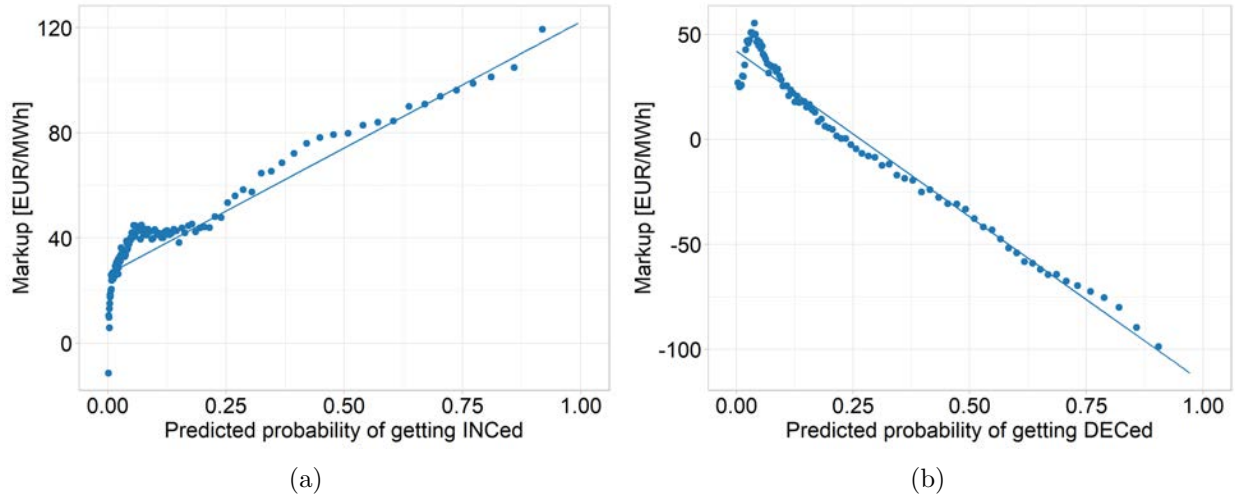 120
80
40
0
Markup [EUR/MWh]
0.00 0.25 0.50 0.75 1.00
Predicted probability of getting INCed
(a)
50
0
-50
-100
Markup [EUR/MWh]
0.00 0.25 0.50 0.75 1.00
Predicted probability of getting DECed
(b)